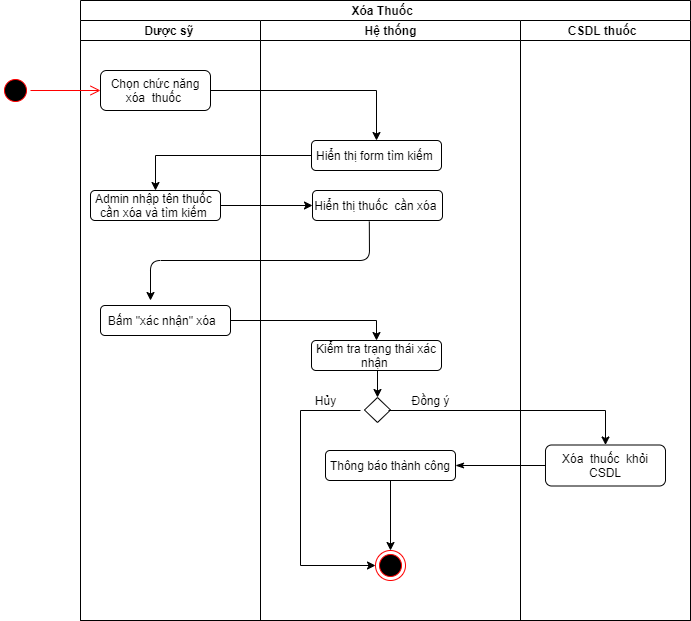 Xóa Thuốc
Dược sỹ
Hệ thống
CSDL thuốc
Chọn chức năng
xóa thuốc
Hiển thị form tìm kiếm
Admin nhập tên thuốc
cần xóa và tìm kiếm
Hiển thị thuốc cần xóa
Bấm "xác nhận" xóa
Kiểm tra trạng thái xác
nhận
Hủy
Đồng ý
Thông báo thành công
Xóa thuốc khỏi
CSDL